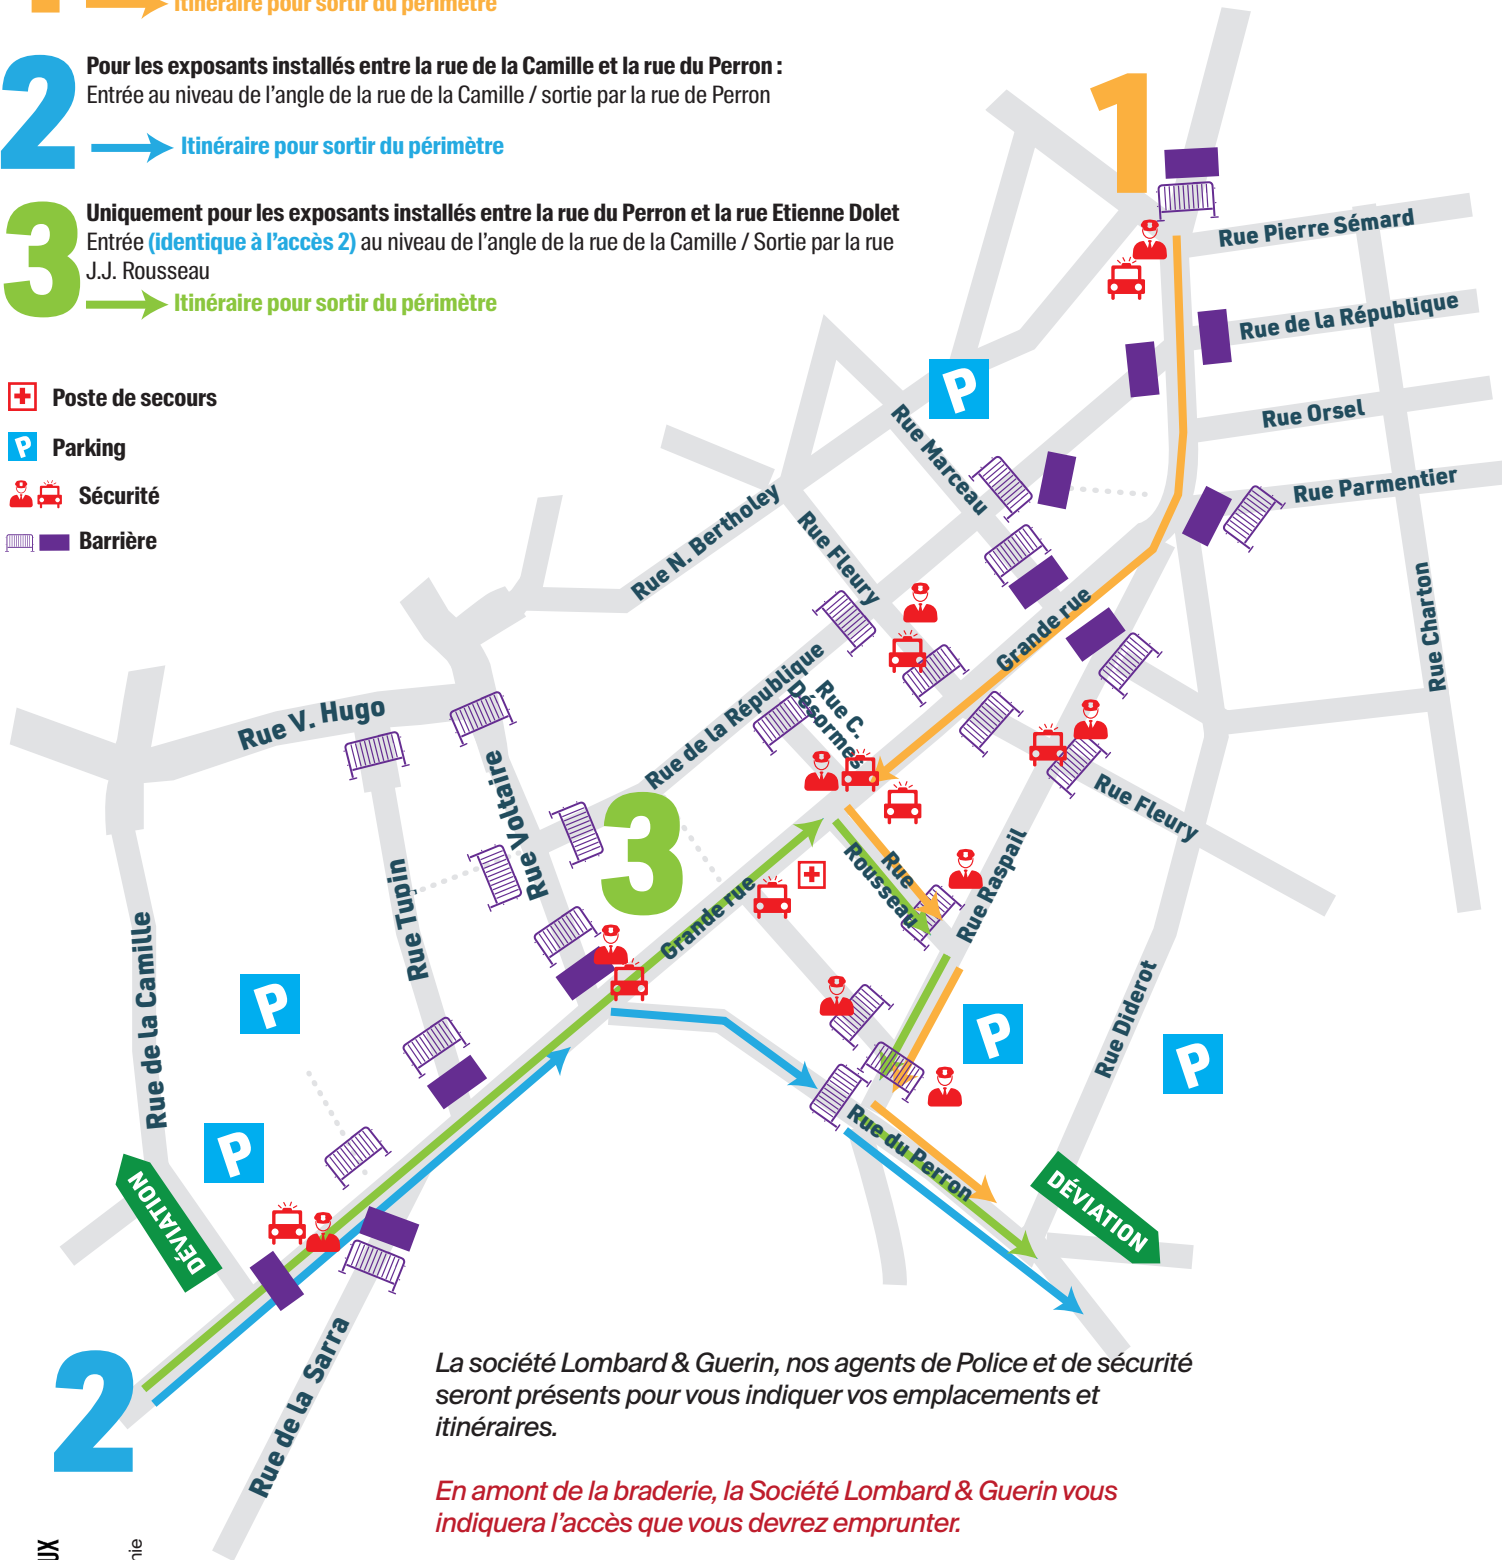 1
Itinéraire pour sortir du périmètre
2
Pour les exposants installés entre la rue de la Camille et la rue du Perron :
Entrée au niveau de l'angle de la rue de la Camille / sortie par la rue de Perron
Itinéraire pour sortir du périmètre
3
Uniquement pour les exposants installés entre la rue du Perron et la rue Etienne Dolet
Entrée (identique à l'accès 2) au niveau de l'angle de la rue de la Camille / Sortie par la rue
J.J. Rousseau
Itinéraire pour sortir du périmètre
Poste de secours
P Parking
Sécurité
Barrière
1
Rue Pierre Sémard
Rue de la République
Rue Orsel
Rue Parmentier
Rue Charton
P
Rue Marceau
Rue N. Bertholey
Rue Fleury
Grande rue
Rue de la République
Rue C.
Désormes
Rue V. Hugo
Rue Voltaire
Rue Tupin
Rue de la Camille
3
Grande rue
Rue
Rousseau
Rue Raspail
Rue Fleury
Rue Diderot
P
P
P
P
Rue du Perron
DÉVIATION
DÉVIATION
2
Rue de la Sarra
La société Lombard & Guerin, nos agents de Police et de sécurité
seront présents pour vous indiquer vos emplacements et
itinéraires.
En amont de la braderie, la Société Lombard & Guerin vous
indiquera l'accès que vous devrez emprunter.
UX
nie